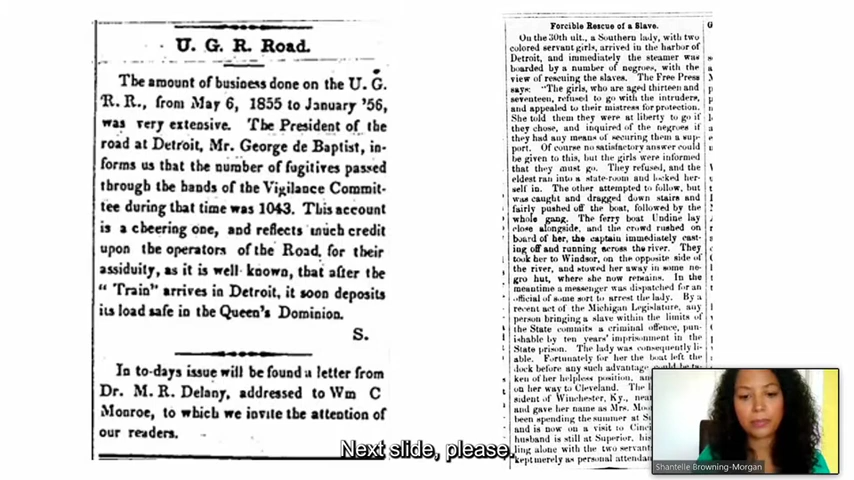 U. G. R. Road.
The amount of business done on the U. G.
R. R., from May 6, 1855 to January '56,
was very extensive. The President of the
road at Detroit, Mr. George de Baptist, in-
forms us that the number of fugitives passed
through the hands of the Vigilance Commit-
tee during that time was 1043. This account
is a cheering one, and reflects much credit
upon the operators of the Road, for their
assiduity, as it is well known, that after the
" Train" arrives in Detroit, it soon deposits
its load safe in the Queen's Dominion.
S.
In to-days issue will be found a letter from
Dr. M. R. Delany, addressed to Wm C
Monroe, to which we invite the attention of
our readers.
Forcible Rescue of a Slave.
On the 30th ult., a Southern lady, with two
colored servant girls, arrived in the harbor of
Detroit, and immediately the steamer was
boarded by a number of negroes, with the
view of rescuing the slaves. The Free Press
says: "The girls, who are aged thirteen and
seventeen, refused to go with the intruders,
and appealed to their mistress for protection.
She told them they were at liberty to go if
they chose, and inquired of the negroes if
they had any means of securing them a sup-
port. Of course no satisfactory answer could
be given to this, but the girls were informed
that they must go. They refused, and the
eldest ran into a state-room and locked her-
self in. The other attempted to follow, but
was caught and dragged down stairs and
fairly pushed off the boat, followed by the
whole gang. The ferry boat Undine lay
close alongside, and the crowd rushed on
board of her, the captain immediately cast-
ing off and running across the river. They
took her to Windsor, on the opposite side of
the river, and stowed her away in some ne-
gro hut, where she now remains. In the
meantime a messenger was dispatched for an
official of some sort to arrest the lady. By a
recent act of the Michigan Legislature, any
person bringing a slave within the limits of
the State commits a criminal offence, pun-
ishable by ten years' imprisonment in the
State prison. The lady was consequently li-
able. Fortunately for her the boat left the
dock before any such advantage could be ta-
ken of her helpless position, an
on her way to Cleveland. The
sident of Winchester, Ky., nea
and gave her name as Mrs. Moo
been spending the summer at S
and is now on a visit to Cinci
husband is still at Superior, his
ling alone with the two servant
kept merely as personal attendan
Next slide, please.
Shantelle Browning-Morgan